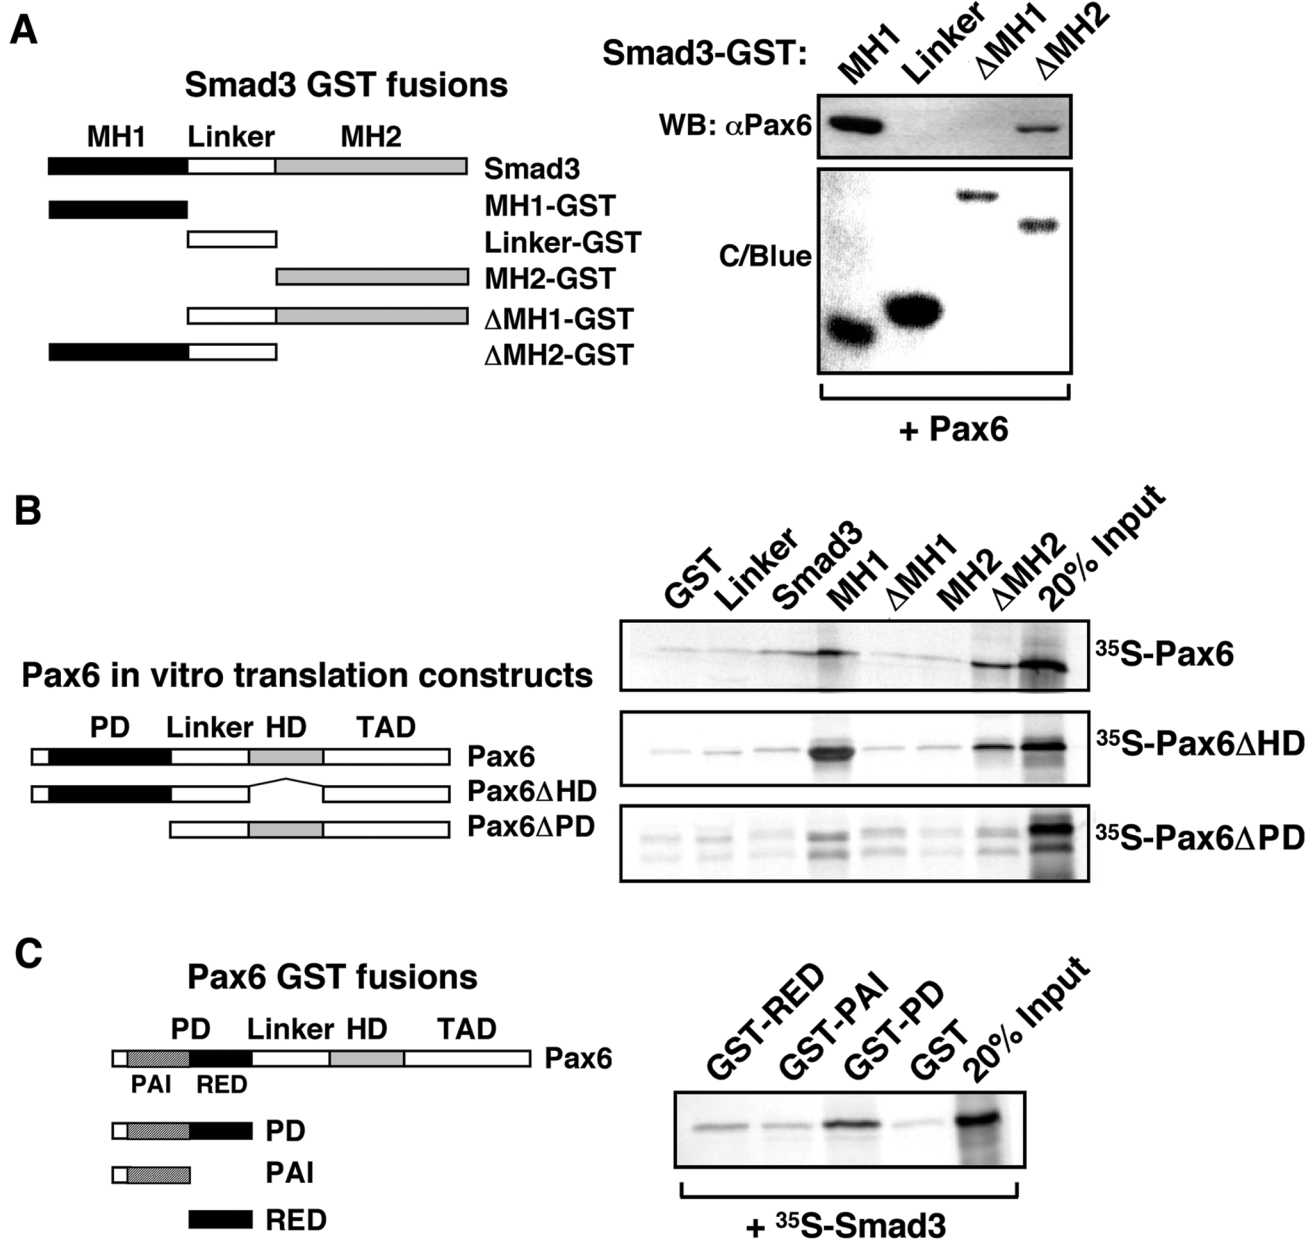 A
Smad3 GST fusions
MH1 Linker MH2
Smad3
MH1-GST
Linker-GST
MH2-GST
ΔMH1-GST
ΔMH2-GST
Smad3-GST: MH1 Linker ΔMH1 ΔMH2
WB: αPax6
C/Blue
+ Pax6
B
Pax6 in vitro translation constructs
PD Linker HD TAD
Pax6
Pax6ΔHD
Pax6ΔPD
GST Linker Smad3 MH1 ΔMH1 MH2 ΔMH2 20% Input
³⁵S-Pax6
³⁵S-Pax6ΔHD
³⁵S-Pax6ΔPD
C
Pax6 GST fusions
PD Linker HD TAD
Pax6
PAI RED
PD
PAI
RED
GST-RED GST-PAI GST-PD GST 20% Input
+ ³⁵S-Smad3